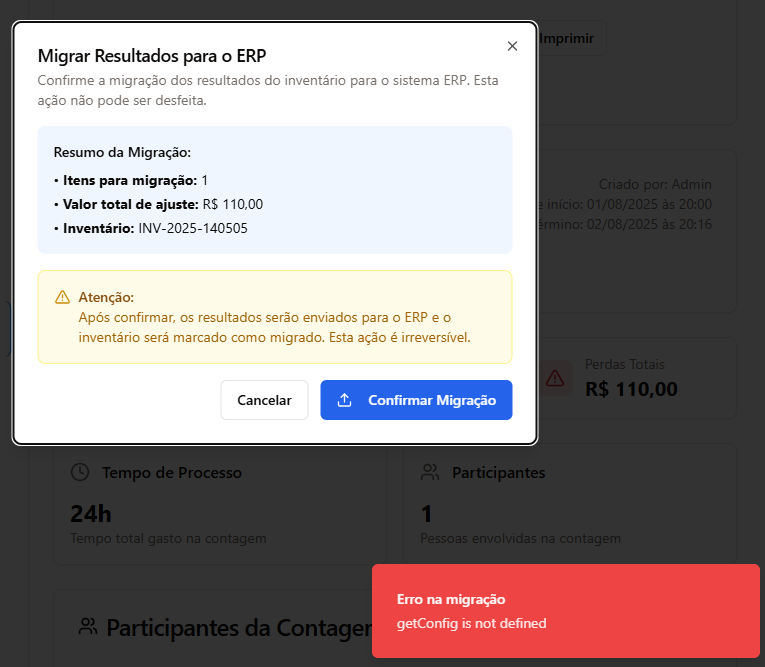 Migrar Resultados para o ERP
Confirme a migração dos resultados do inventário para o sistema ERP. Esta
ação não pode ser desfeita.
Resumo da Migração:
• Itens para migração: 1
• Valor total de ajuste: R$ 110,00
• Inventário: INV-2025-140505
Atenção:
Após confirmar, os resultados serão enviados para o ERP e o
inventário será marcado como migrado. Esta ação é irreversível.
Cancelar
Confirmar Migração
Imprimir
Criado por: Admin
e início: 01/08/2025 às 20:00
érmino: 02/08/2025 às 20:16
Perdas Totais
R$ 110,00
Tempo de Processo
24h
Tempo total gasto na contagem
Participantes
1
Pessoas envolvidas na contagem
Participantes da Contager
Erro na migração
getConfig is not defined